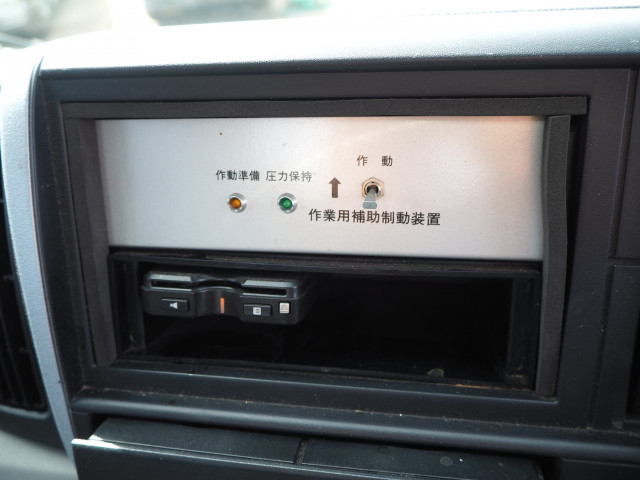 作動
作動準備 圧力保持
作業用補助制動装置